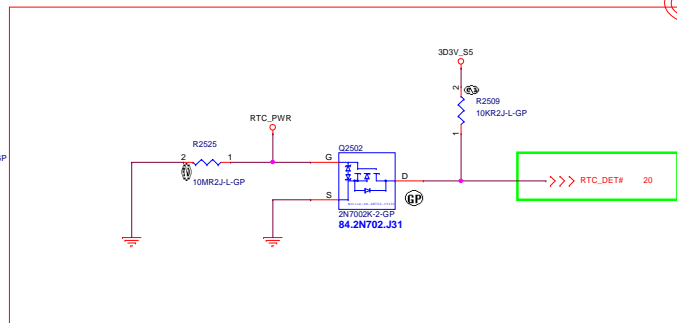 3D3V_S5
2
R2509
10KR2J-L-GP
1
RTC_PWR
R2525
2
1
10MR2J-L-GP
GP
Q2502
G
D
S
GP
2N7002K-2-GP
84.2N702.J31
RTC_DET#
20